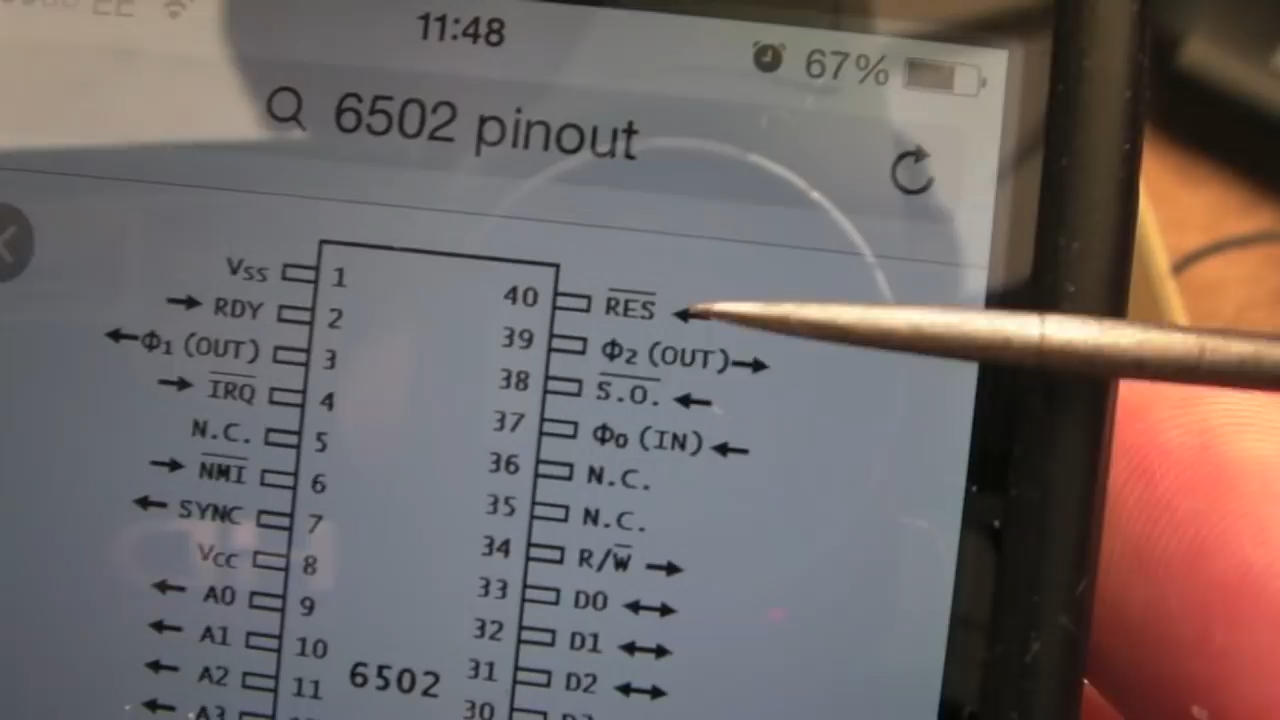 EE
11:48
67%
6502 pinout
VSS 1
RDY 2
Φ1 (OUT) 3
IRQ 4
N.C. 5
NMI 6
SYNC 7
VCC 8
A0 9
A1 10
A2 11
A3
6502
40 RES
39 Φ2 (OUT)
38 S.O.
37 Φ0 (IN)
36 N.C.
35 N.C.
34 R/W
33 D0
32 D1
31 D2
30